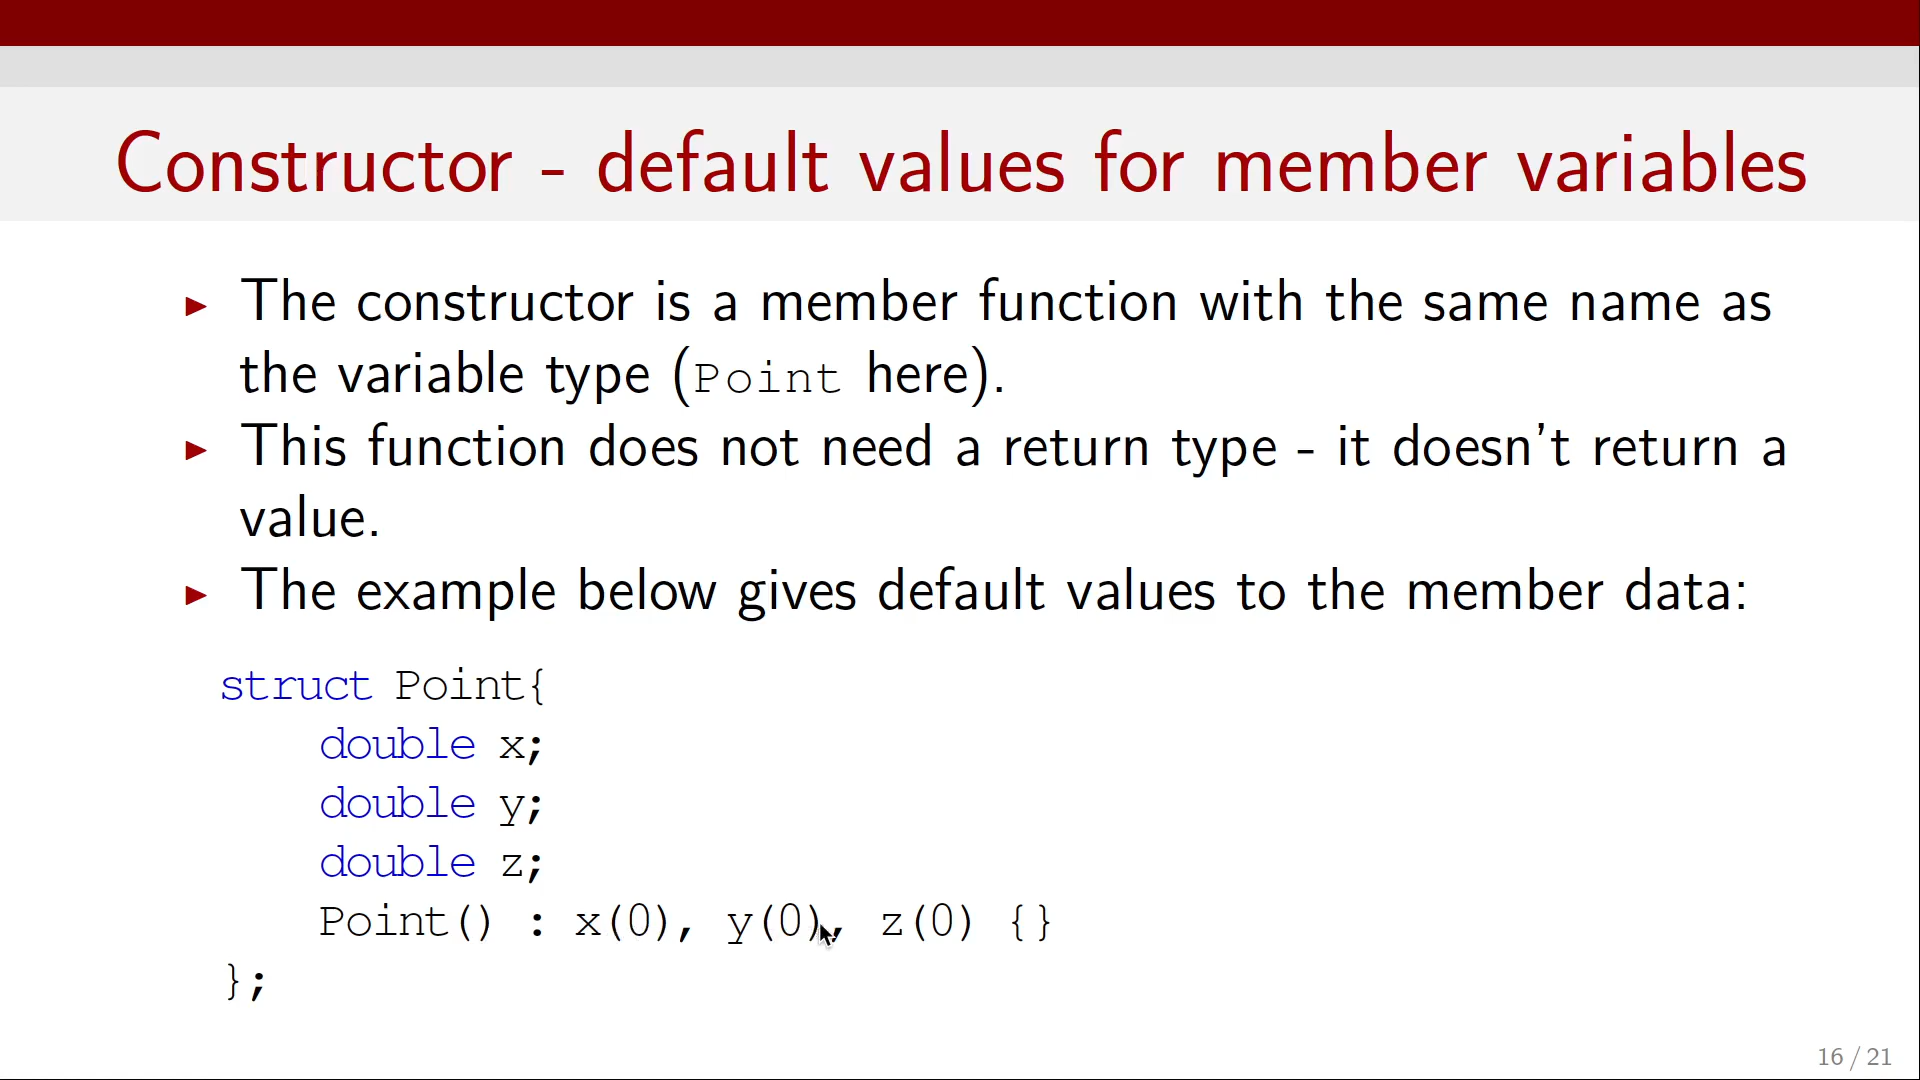 Constructor - default values for member variables
▶ The constructor is a member function with the same name as
the variable type (Point here).
▶ This function does not need a return type - it doesn't return a
value.
▶ The example below gives default values to the member data:
struct Point{
    double x;
    double y;
    double z;
    Point() : x(0), y(0), z(0) {}
};
16 / 21